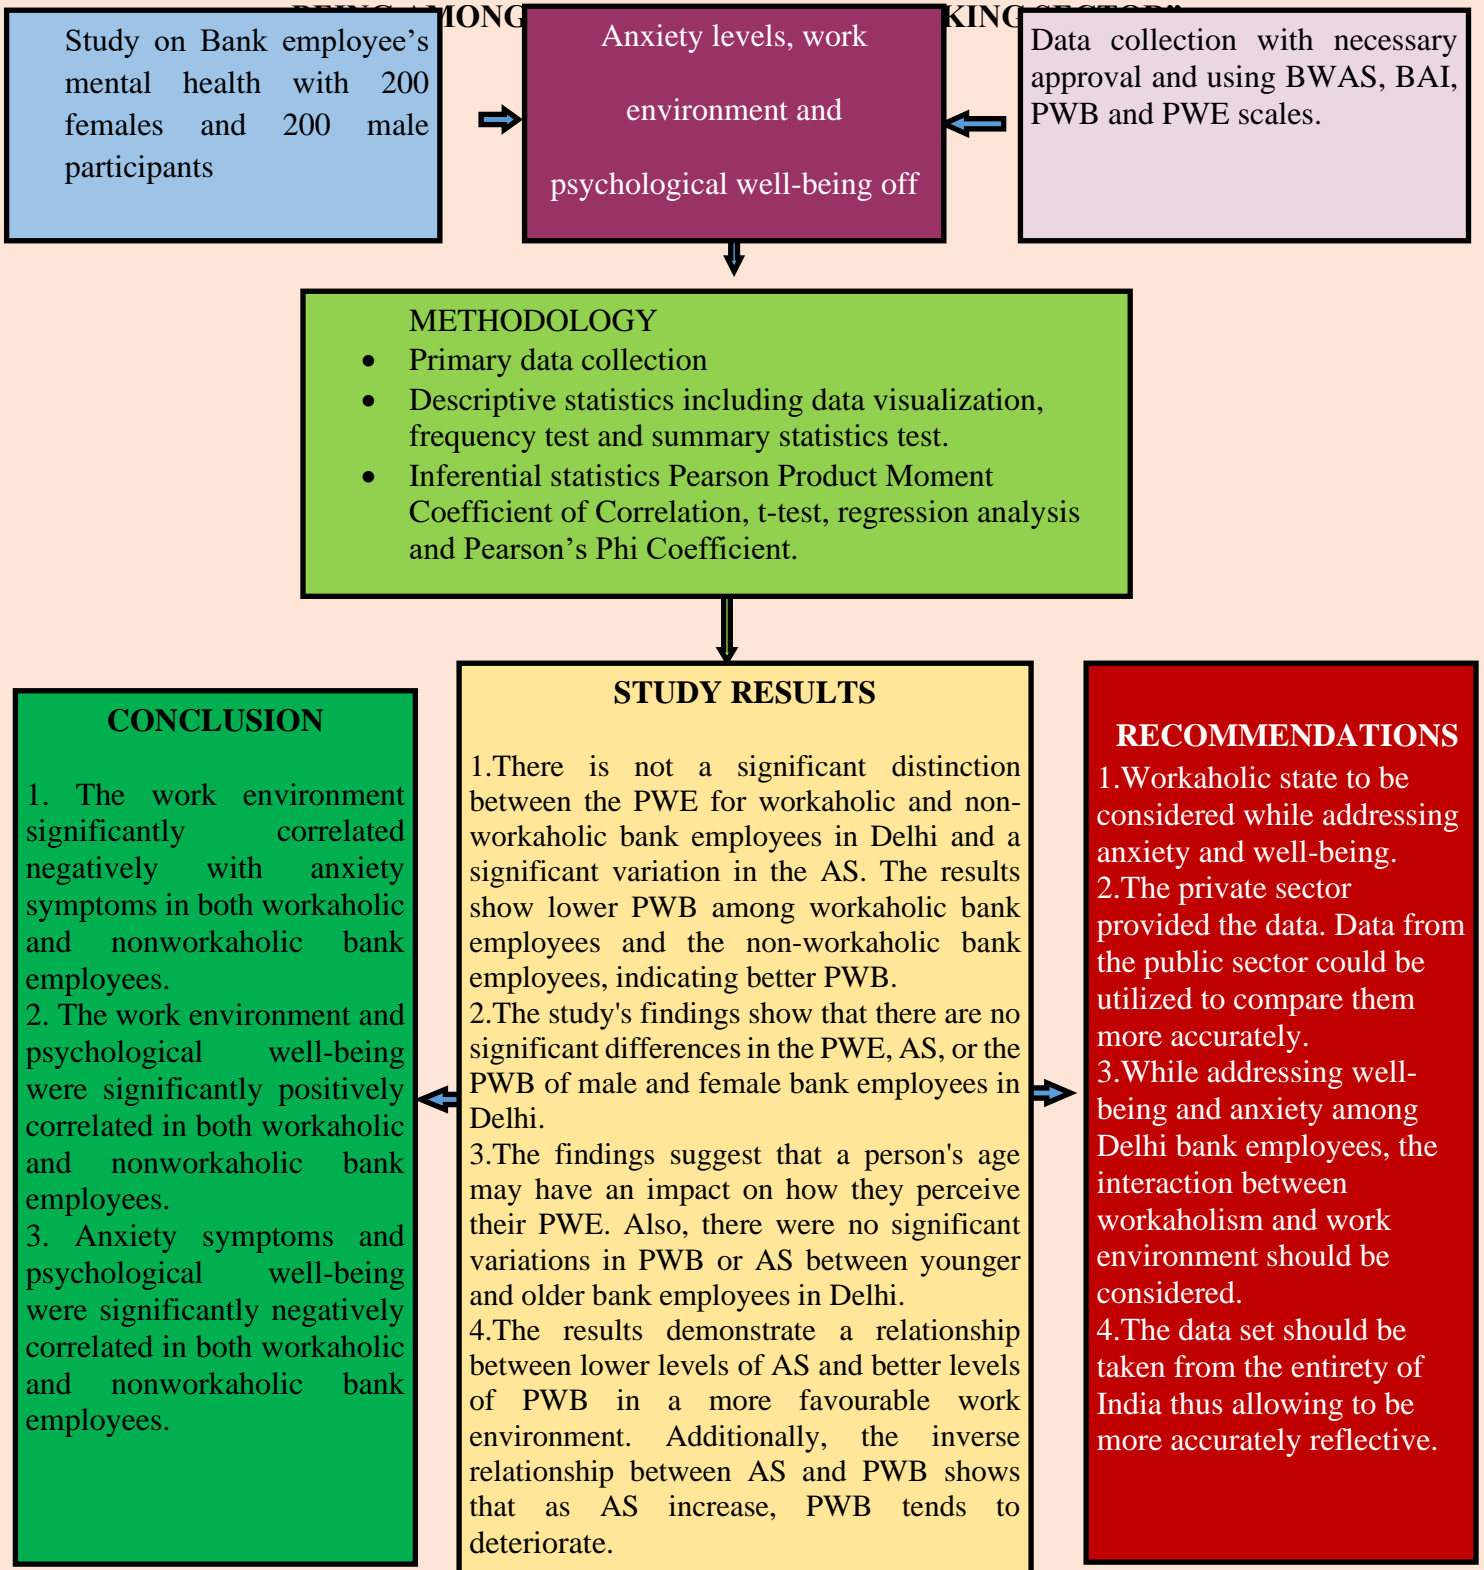 BEING AMONG KING SECTOR"
Study on Bank employee's
mental health with 200
females and 200 male
participants
Anxiety levels, work
environment and
psychological well-being off
Data collection with necessary
approval and using BWAS, BAI,
PWB and PWE scales.
METHODOLOGY
• Primary data collection
• Descriptive statistics including data visualization,
frequency test and summary statistics test.
• Inferential statistics Pearson Product Moment
Coefficient of Correlation, t-test, regression analysis
and Pearson's Phi Coefficient.
CONCLUSION
1. The work environment
significantly correlated
negatively with anxiety
symptoms in both workaholic
and nonworkaholic bank
employees.
2. The work environment and
psychological well-being
were significantly positively
correlated in both workaholic
and nonworkaholic bank
employees.
3. Anxiety symptoms and
psychological well-being
were significantly negatively
correlated in both workaholic
and nonworkaholic bank
employees.
STUDY RESULTS
1.There is not a significant distinction
between the PWE for workaholic and non-
workaholic bank employees in Delhi and a
significant variation in the AS. The results
show lower PWB among workaholic bank
employees and the non-workaholic bank
employees, indicating better PWB.
2.The study's findings show that there are no
significant differences in the PWE, AS, or the
PWB of male and female bank employees in
Delhi.
3.The findings suggest that a person's age
may have an impact on how they perceive
their PWE. Also, there were no significant
variations in PWB or AS between younger
and older bank employees in Delhi.
4.The results demonstrate a relationship
between lower levels of AS and better levels
of PWB in a more favourable work
environment. Additionally, the inverse
relationship between AS and PWB shows
that as AS increase, PWB tends to
deteriorate.
RECOMMENDATIONS
1.Workaholic state to be
considered while addressing
anxiety and well-being.
2.The private sector
provided the data. Data from
the public sector could be
utilized to compare them
more accurately.
3.While addressing well-
being and anxiety among
Delhi bank employees, the
interaction between
workaholism and work
environment should be
considered.
4.The data set should be
taken from the entirety of
India thus allowing to be
more accurately reflective.